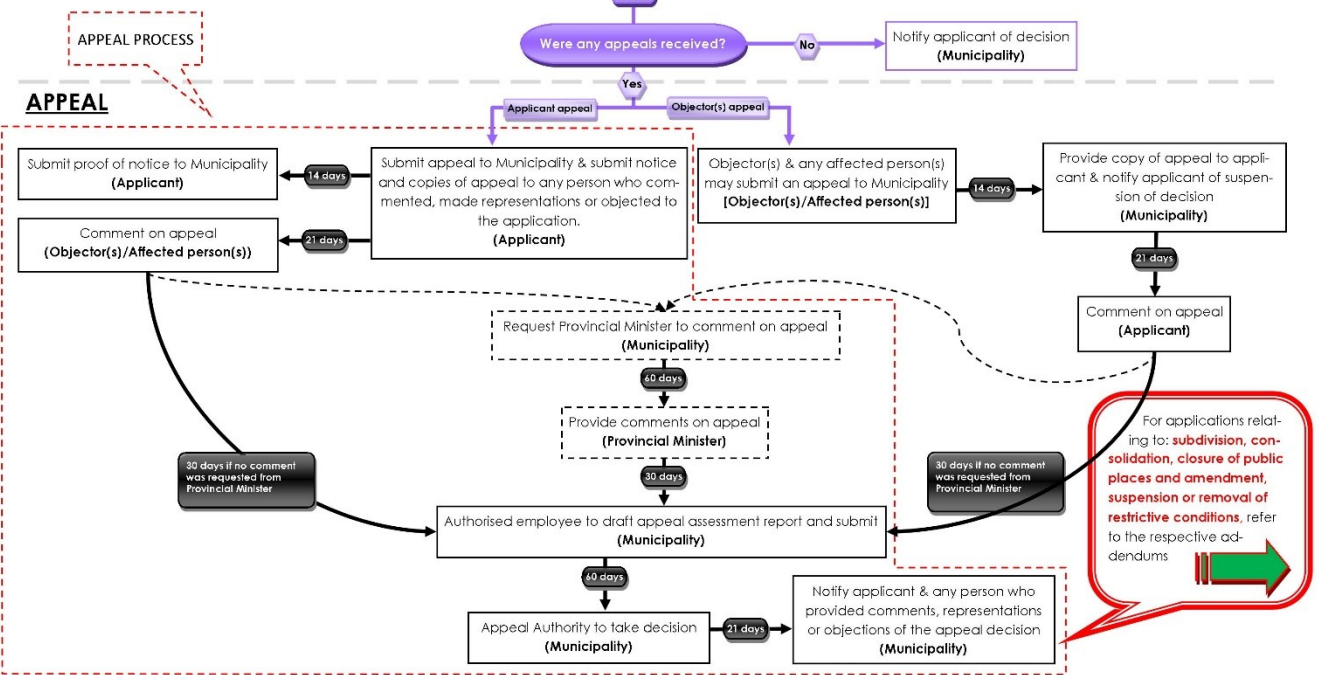 APPEAL PROCESS
Were any appeals received?
No
Notify applicant of decision
(Municipality)
Yes
APPEAL
Applicant appeal
Objector(s) appeal
Submit proof of notice to Municipality
(Applicant)
14 days
Submit appeal to Municipality & submit notice
and copies of appeal to any person who com-
mented, made representations or objected to
the application.
(Applicant)
Objector(s) & any affected person(s)
may submit an appeal to Municipality
[Objector(s)/Affected person(s)]
14 days
Provide copy of appeal to appli-
cant & notify applicant of suspen-
sion of decision
(Municipality)
Comment on appeal
(Objector(s)/Affected person(s))
21 days
21 days
Comment on appeal
(Applicant)
Request Provincial Minister to comment on appeal
(Municipality)
60 days
Provide comments on appeal
(Provincial Minister)
30 days
30 days if no comment
was requested from
Provincial Minister
30 days if no comment
was requested from
Provincial Minister
For applications relat-
ing to: subdivision, con-
solidation, closure of public
places and amendment,
suspension or removal of
restrictive conditions, refer
to the respective ad-
dendums
Authorised employee to draft appeal assessment report and submit
(Municipality)
60 days
Appeal Authority to take decision
(Municipality)
21 days
Notify applicant & any person who
provided comments, representations
or objections of the appeal decision
(Municipality)